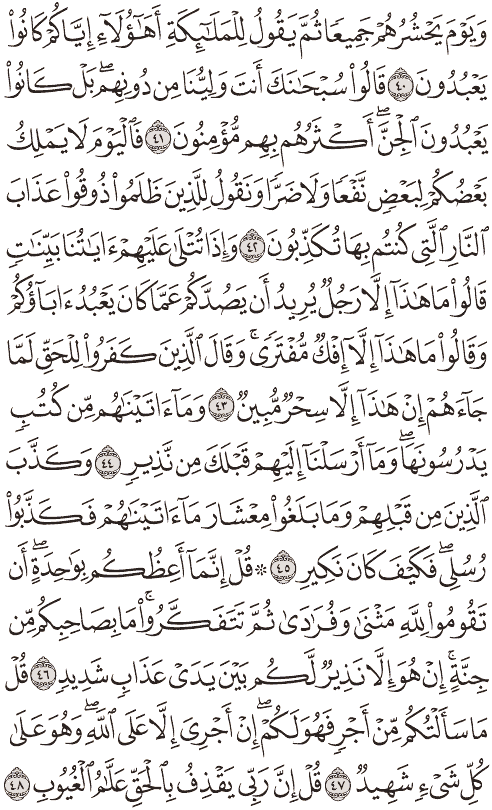 وَيَوْمَ يَحْشُرُهُمْ جَمِيعًا ثُمَّ يَقُولُ لِلْمَلَٰٓئِكَةِ أَهَٰٓؤُلَآءِ إِيَّاكُمْ كَانُوا۟
يَعْبُدُونَ ٤٠ قَالُوا۟ سُبْحَٰنَكَ أَنتَ وَلِيُّنَا مِن دُونِهِم ۖ بَلْ كَانُوا۟
يَعْبُدُونَ ٱلْجِنَّ ۖ أَكْثَرُهُم بِهِم مُّؤْمِنُونَ ٤١ فَٱلْيَوْمَ لَا يَمْلِكُ
بَعْضُكُمْ لِبَعْضٍ نَّفْعًا وَلَا ضَرًّا وَنَقُولُ لِلَّذِينَ ظَلَمُوا۟ ذُوقُوا۟ عَذَابَ
ٱلنَّارِ ٱلَّتِى كُنتُم بِهَا تُكَذِّبُونَ ٤٢ وَإِذَا تُتْلَىٰ عَلَيْهِمْ ءَايَٰتُنَا بَيِّنَٰتٍ
قَالُوا۟ مَا هَٰذَآ إِلَّا رَجُلٌ يُرِيدُ أَن يَصُدَّكُمْ عَمَّا كَانَ يَعْبُدُ ءَابَآؤُكُمْ
وَقَالُوا۟ مَا هَٰذَآ إِلَّآ إِفْكٌ مُّفْتَرًى ۚ وَقَالَ ٱلَّذِينَ كَفَرُوا۟ لِلْحَقِّ لَمَّا
جَآءَهُمْ إِنْ هَٰذَآ إِلَّا سِحْرٌ مُّبِينٌ ٤٣ وَمَآ ءَاتَيْنَٰهُم مِّن كُتُبٍ
يَدْرُسُونَهَا ۖ وَمَآ أَرْسَلْنَآ إِلَيْهِمْ قَبْلَكَ مِن نَّذِيرٍ ٤٤ وَكَذَّبَ
ٱلَّذِينَ مِن قَبْلِهِمْ وَمَا بَلَغُوا۟ مِعْشَارَ مَآ ءَاتَيْنَٰهُمْ فَكَذَّبُوا۟
رُسُلِى ۖ فَكَيْفَ كَانَ نَكِيرِ ٤٥ ۞ قُلْ إِنَّمَآ أَعِظُكُم بِوَٰحِدَةٍ ۖ أَن
تَقُومُوا۟ لِلَّهِ مَثْنَىٰ وَفُرَٰدَىٰ ثُمَّ تَتَفَكَّرُوا۟ ۚ مَا بِصَاحِبِكُم مِّن
جِنَّةٍ ۚ إِنْ هُوَ إِلَّا نَذِيرٌ لَّكُم بَيْنَ يَدَىْ عَذَابٍ شَدِيدٍ ٤٦ قُلْ
مَا سَأَلْتُكُم مِّنْ أَجْرٍ فَهُوَ لَكُمْ ۖ إِنْ أَجْرِىَ إِلَّا عَلَى ٱللَّهِ ۖ وَهُوَ عَلَىٰ
كُلِّ شَىْءٍ شَهِيدٌ ٤٧ قُلْ إِنَّ رَبِّى يَقْذِفُ بِٱلْحَقِّ عَلَّٰمُ ٱلْغُيُوبِ ٤٨